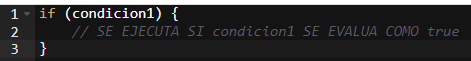 1 if (condicion1) {
2 // SE EJECUTA SI condicion1 SE EVALUA COMO true
3 }